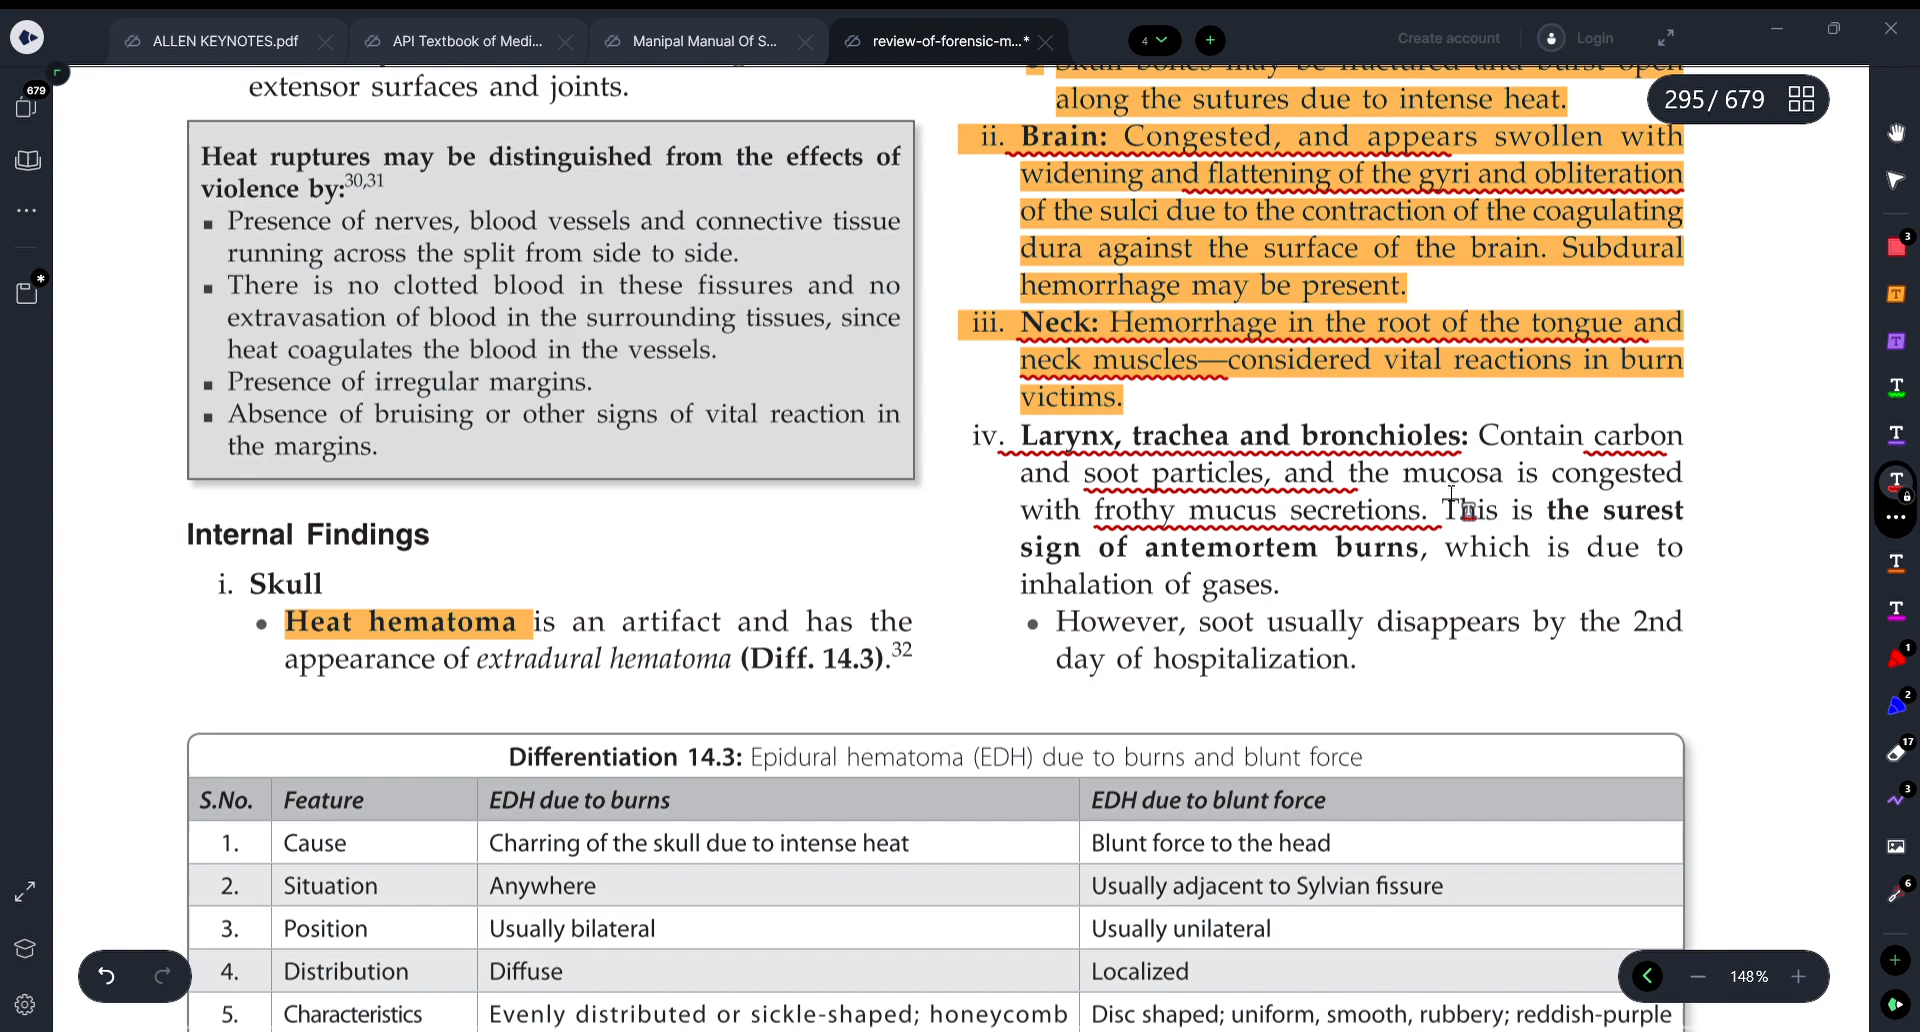 ALLEN KEYNOTES.pdf
API Textbook of Medi...
Manipal Manual Of S...
review-of-forensic-m...*
4
Create account
Login
679
295/ 679
extensor surfaces and joints.
Heat ruptures may be distinguished from the effects of
violence by:30,31
▪ Presence of nerves, blood vessels and connective tissue
running across the split from side to side.
▪ There is no clotted blood in these fissures and no
extravasation of blood in the surrounding tissues, since
heat coagulates the blood in the vessels.
▪ Presence of irregular margins.
▪ Absence of bruising or other signs of vital reaction in
the margins.
Internal Findings
i. Skull
• Heat hematoma is an artifact and has the
appearance of extradural hematoma (Diff. 14.3).32
Skull bones may be fractured and burst open
along the sutures due to intense heat.
ii. Brain: Congested, and appears swollen with
widening and flattening of the gyri and obliteration
of the sulci due to the contraction of the coagulating
dura against the surface of the brain. Subdural
hemorrhage may be present.
iii. Neck: Hemorrhage in the root of the tongue and
neck muscles—considered vital reactions in burn
victims.
iv. Larynx, trachea and bronchioles: Contain carbon
and soot particles, and the mucosa is congested
with frothy mucus secretions. This is the surest
sign of antemortem burns, which is due to
inhalation of gases.
• However, soot usually disappears by the 2nd
day of hospitalization.
Differentiation 14.3: Epidural hematoma (EDH) due to burns and blunt force
S.No. Feature EDH due to burns EDH due to blunt force
1. Cause Charring of the skull due to intense heat Blunt force to the head
2. Situation Anywhere Usually adjacent to Sylvian fissure
3. Position Usually bilateral Usually unilateral
4. Distribution Diffuse Localized
5. Characteristics Evenly distributed or sickle-shaped; honeycomb Disc shaped; uniform, smooth, rubbery; reddish-purple
148%
3
T
T
T
T
T
T
T
1
2
17
3
6